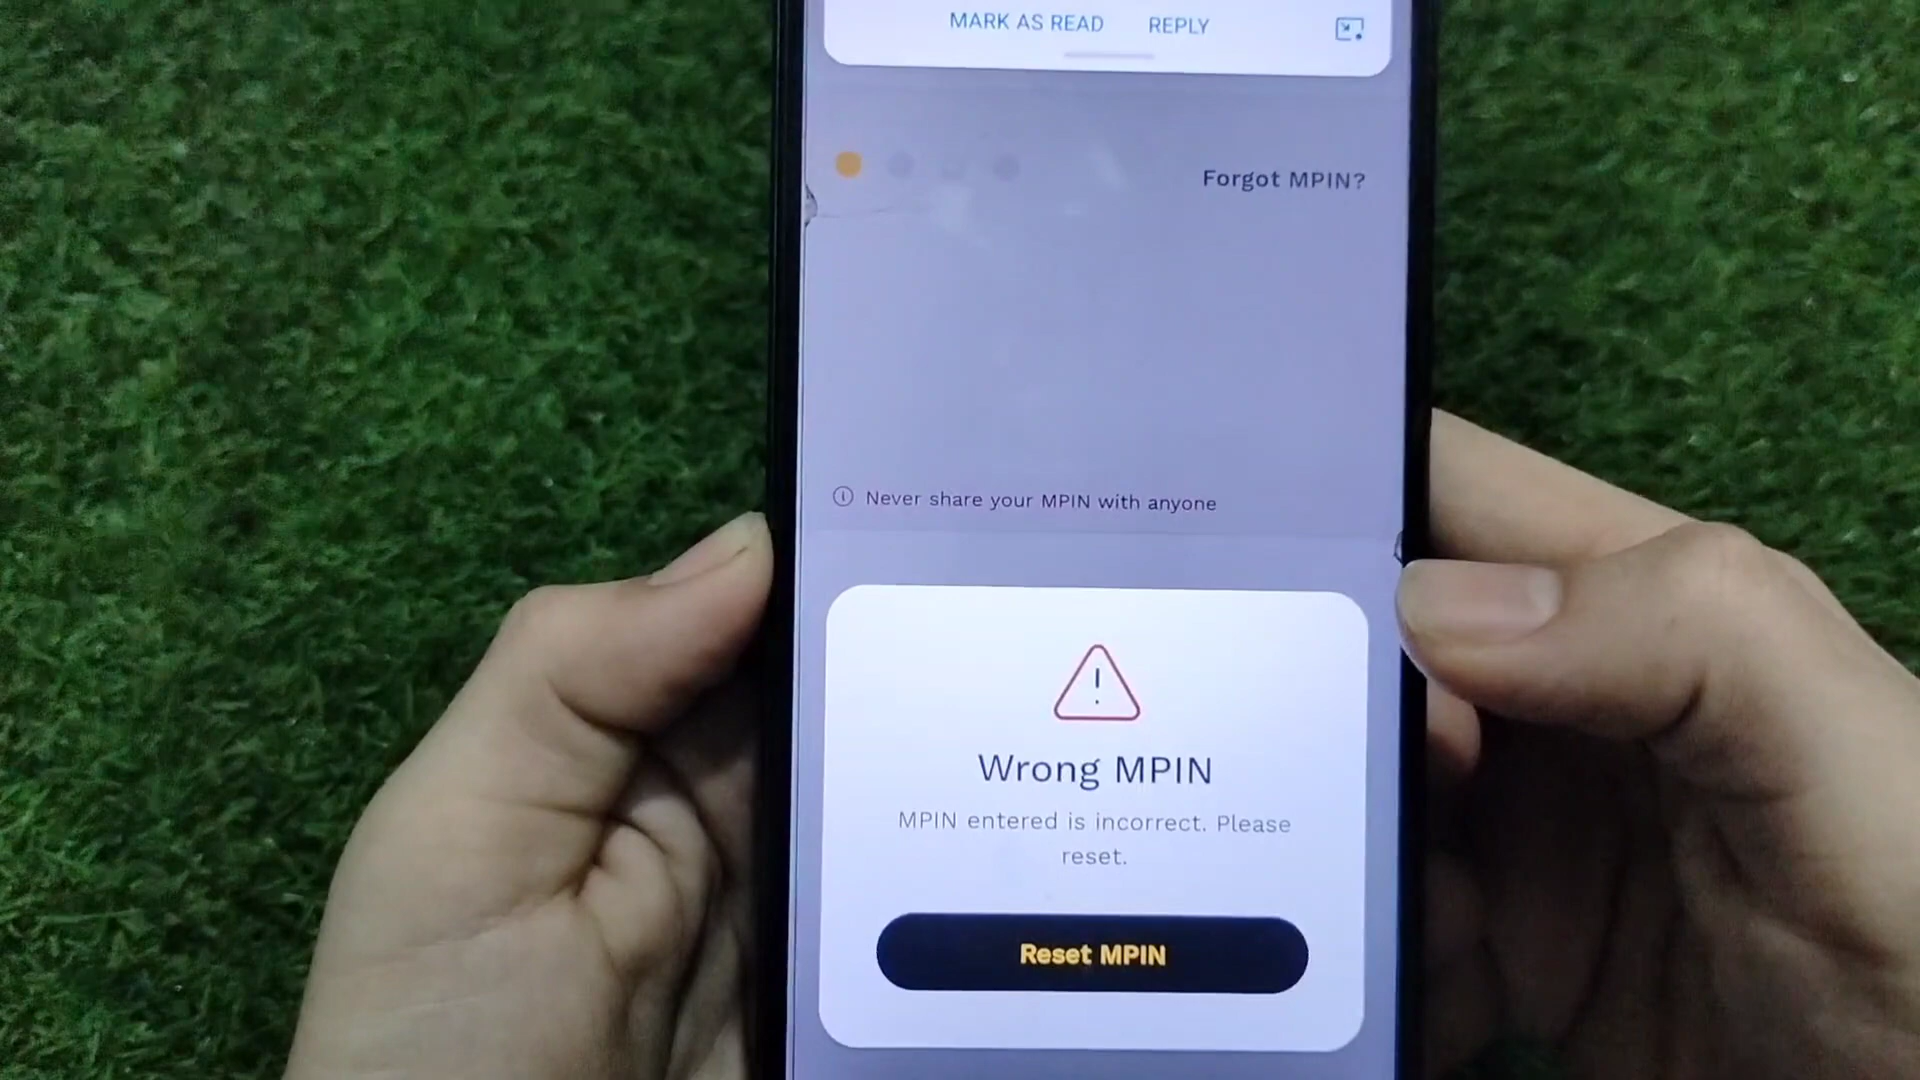 MARK AS READ REPLY
Forgot MPIN?
Never share your MPIN with anyone
Wrong MPIN
MPIN entered is incorrect. Please
reset.
Reset MPIN